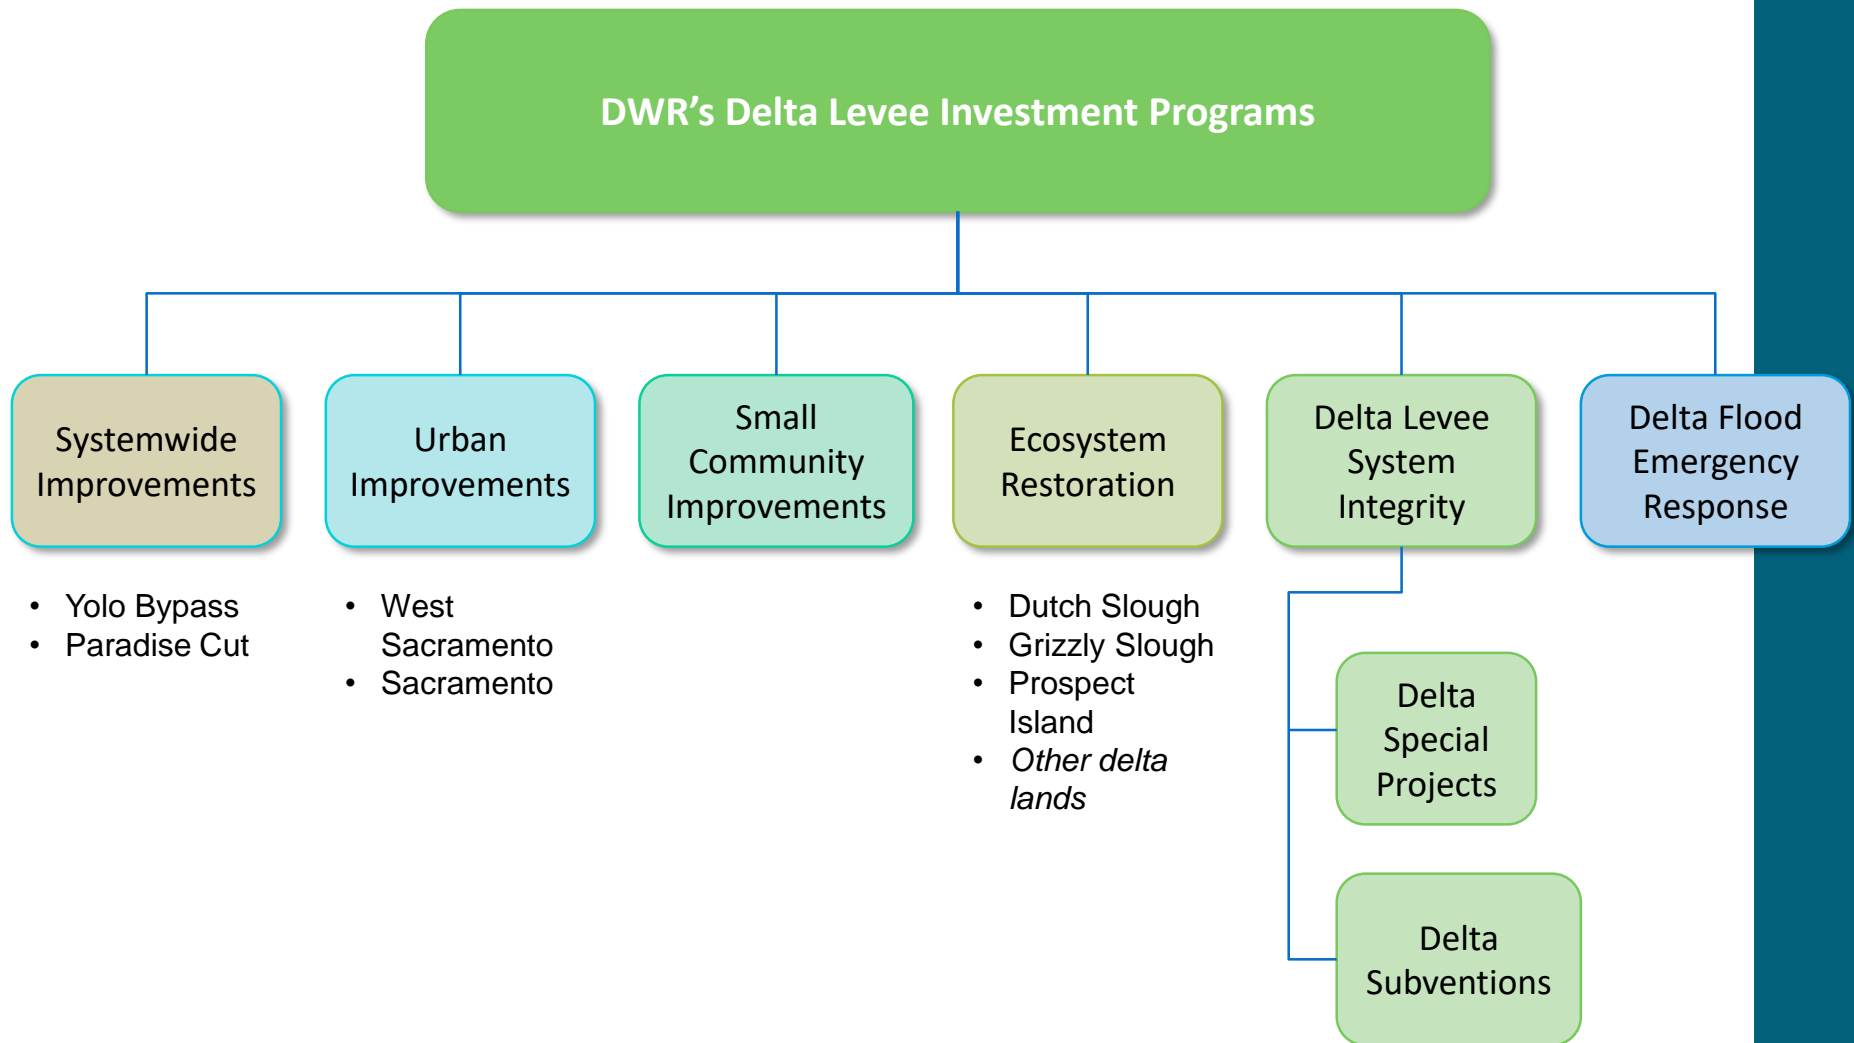 DWR’s Delta Levee Investment Programs
Systemwide
Improvements
Urban
Improvements
Small
Community
Improvements
Ecosystem
Restoration
Delta Levee
System
Integrity
Delta Flood
Emergency
Response
• Yolo Bypass
• Paradise Cut
• West
Sacramento
• Sacramento
• Dutch Slough
• Grizzly Slough
• Prospect
Island
• Other delta
lands
Delta
Special
Projects
Delta
Subventions